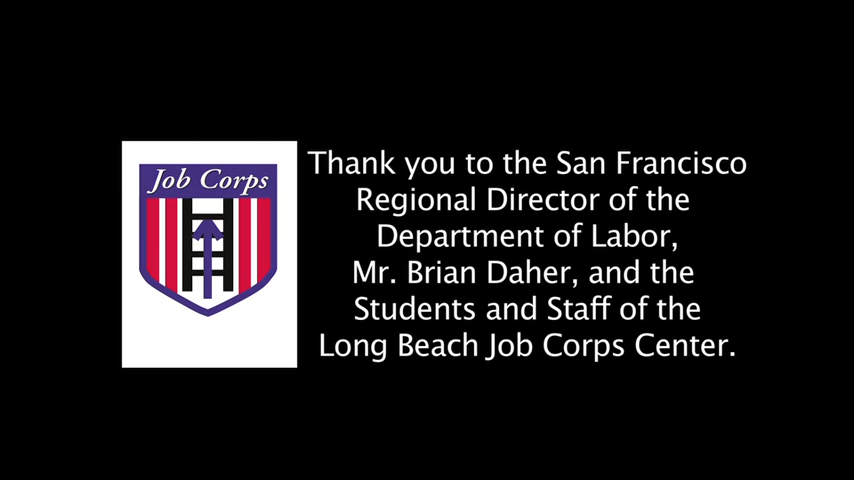 Job Corps
Thank you to the San Francisco
Regional Director of the
Department of Labor,
Mr. Brian Daher, and the
Students and Staff of the
Long Beach Job Corps Center.